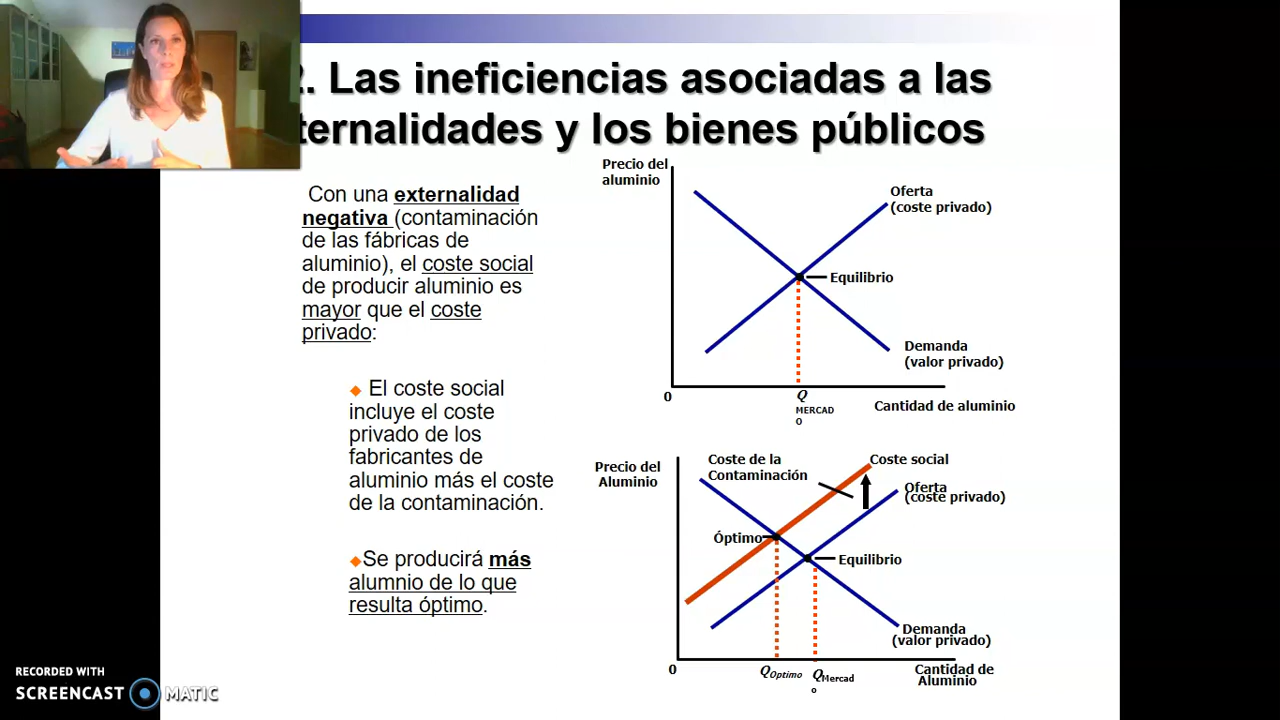 2. Las ineficiencias asociadas a las
ternalidades y los bienes públicos
Con una externalidad
negativa (contaminación
de las fábricas de
aluminio), el coste social
de producir aluminio es
mayor que el coste
privado:
El coste social
incluye el coste
privado de los
fabricantes de
aluminio más el coste
de la contaminación.
Se producirá más
alumnio de lo que
resulta óptimo.
Precio del
aluminio
Oferta
(coste privado)
Equilibrio
Demanda
(valor privado)
0
Q
MERCAD
O
Cantidad de aluminio
Precio del
Aluminio
Coste de la
Contaminación
Coste social
Oferta
(coste privado)
Óptimo
Equilibrio
Demanda
(valor privado)
0
QOptimo
QMercad
o
Cantidad de
Aluminio
RECORDED WITH
SCREENCAST MATIC